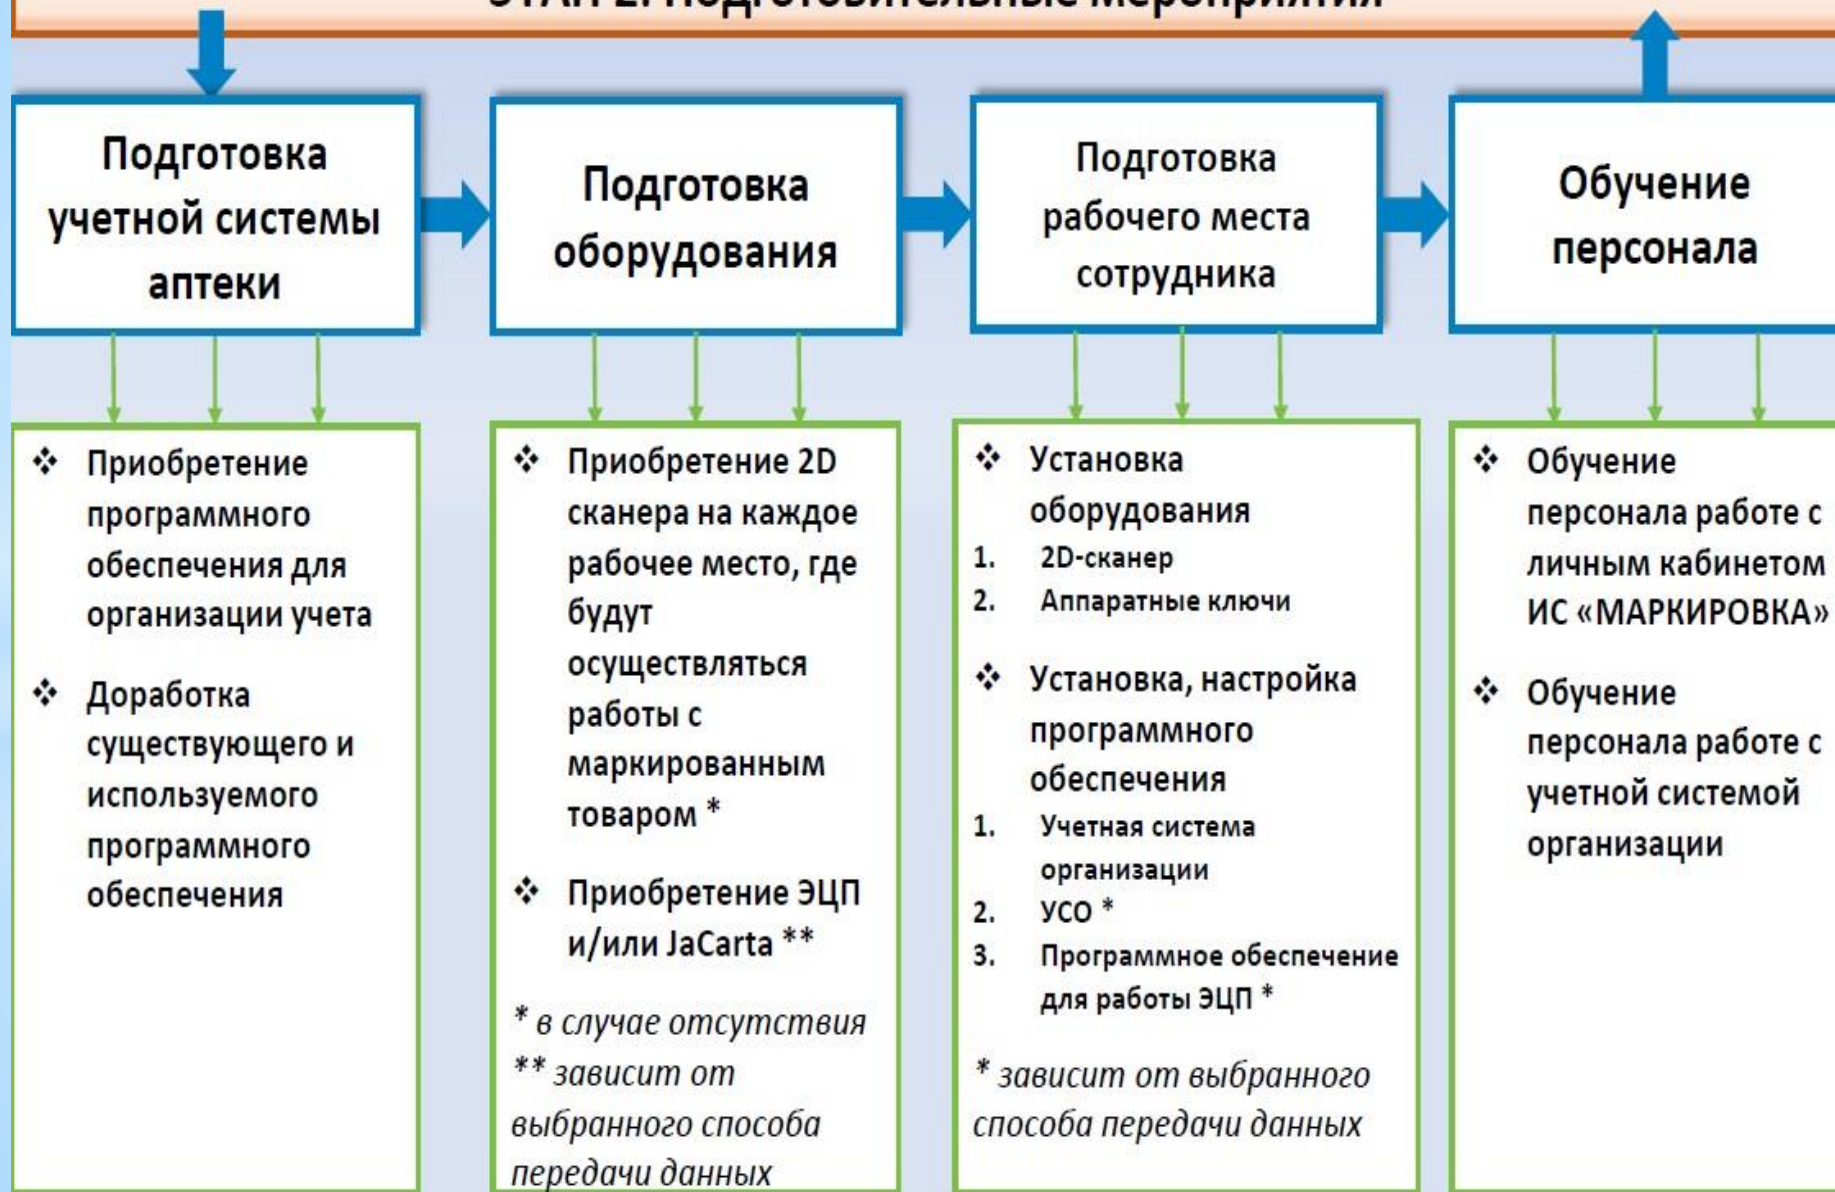 ЭТАП 2. Подготовительные мероприятия
Подготовка
учетной системы
аптеки
Подготовка
оборудования
Подготовка
рабочего места
сотрудника
Обучение
персонала
❖ Приобретение
программного
обеспечения для
организации учета
❖ Доработка
существующего и
используемого
программного
обеспечения
❖ Приобретение 2D
сканера на каждое
рабочее место, где
будут
осуществляться
работы с
маркированным
товаром *
❖ Приобретение ЭЦП
и/или JaCarta **
* в случае отсутствия
** зависит от
выбранного способа
передачи данных
❖ Установка
оборудования
1. 2D-сканер
2. Аппаратные ключи
❖ Установка, настройка
программного
обеспечения
1. Учетная система
организации
2. УСО *
3. Программное обеспечение
для работы ЭЦП *
* зависит от выбранного
способа передачи данных
❖ Обучение
персонала работе с
личным кабинетом
ИС «МАРКИРОВКА»
❖ Обучение
персонала работе с
учетной системой
организации